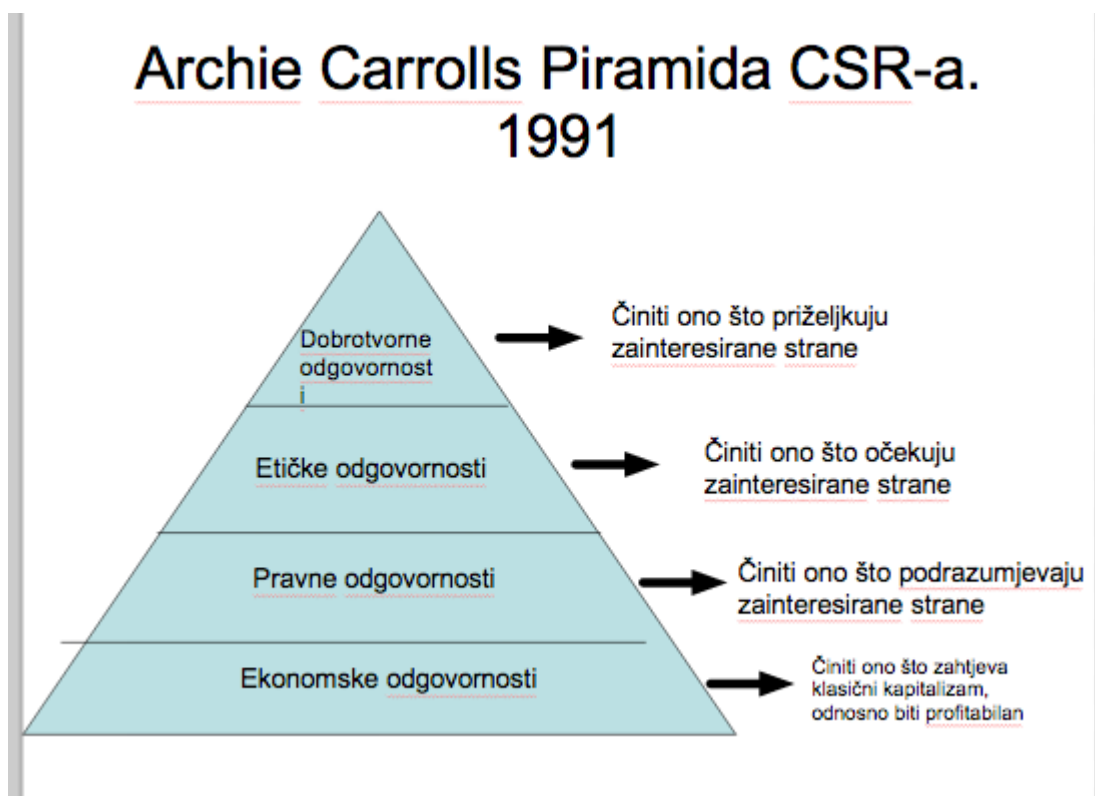 Archie Carrolls Piramida CSR-a.
1991
Dobrotvorne
odgovornost
i
Činiti ono što priželjkuju
zainteresirane strane
Etičke odgovornosti
Činiti ono što očekuju
zainteresirane strane
Pravne odgovornosti
Činiti ono što podrazumjevaju
zainteresirane strane
Ekonomske odgovornosti
Činiti ono što zahtjeva
klasični kapitalizam,
odnosno biti profitabilan